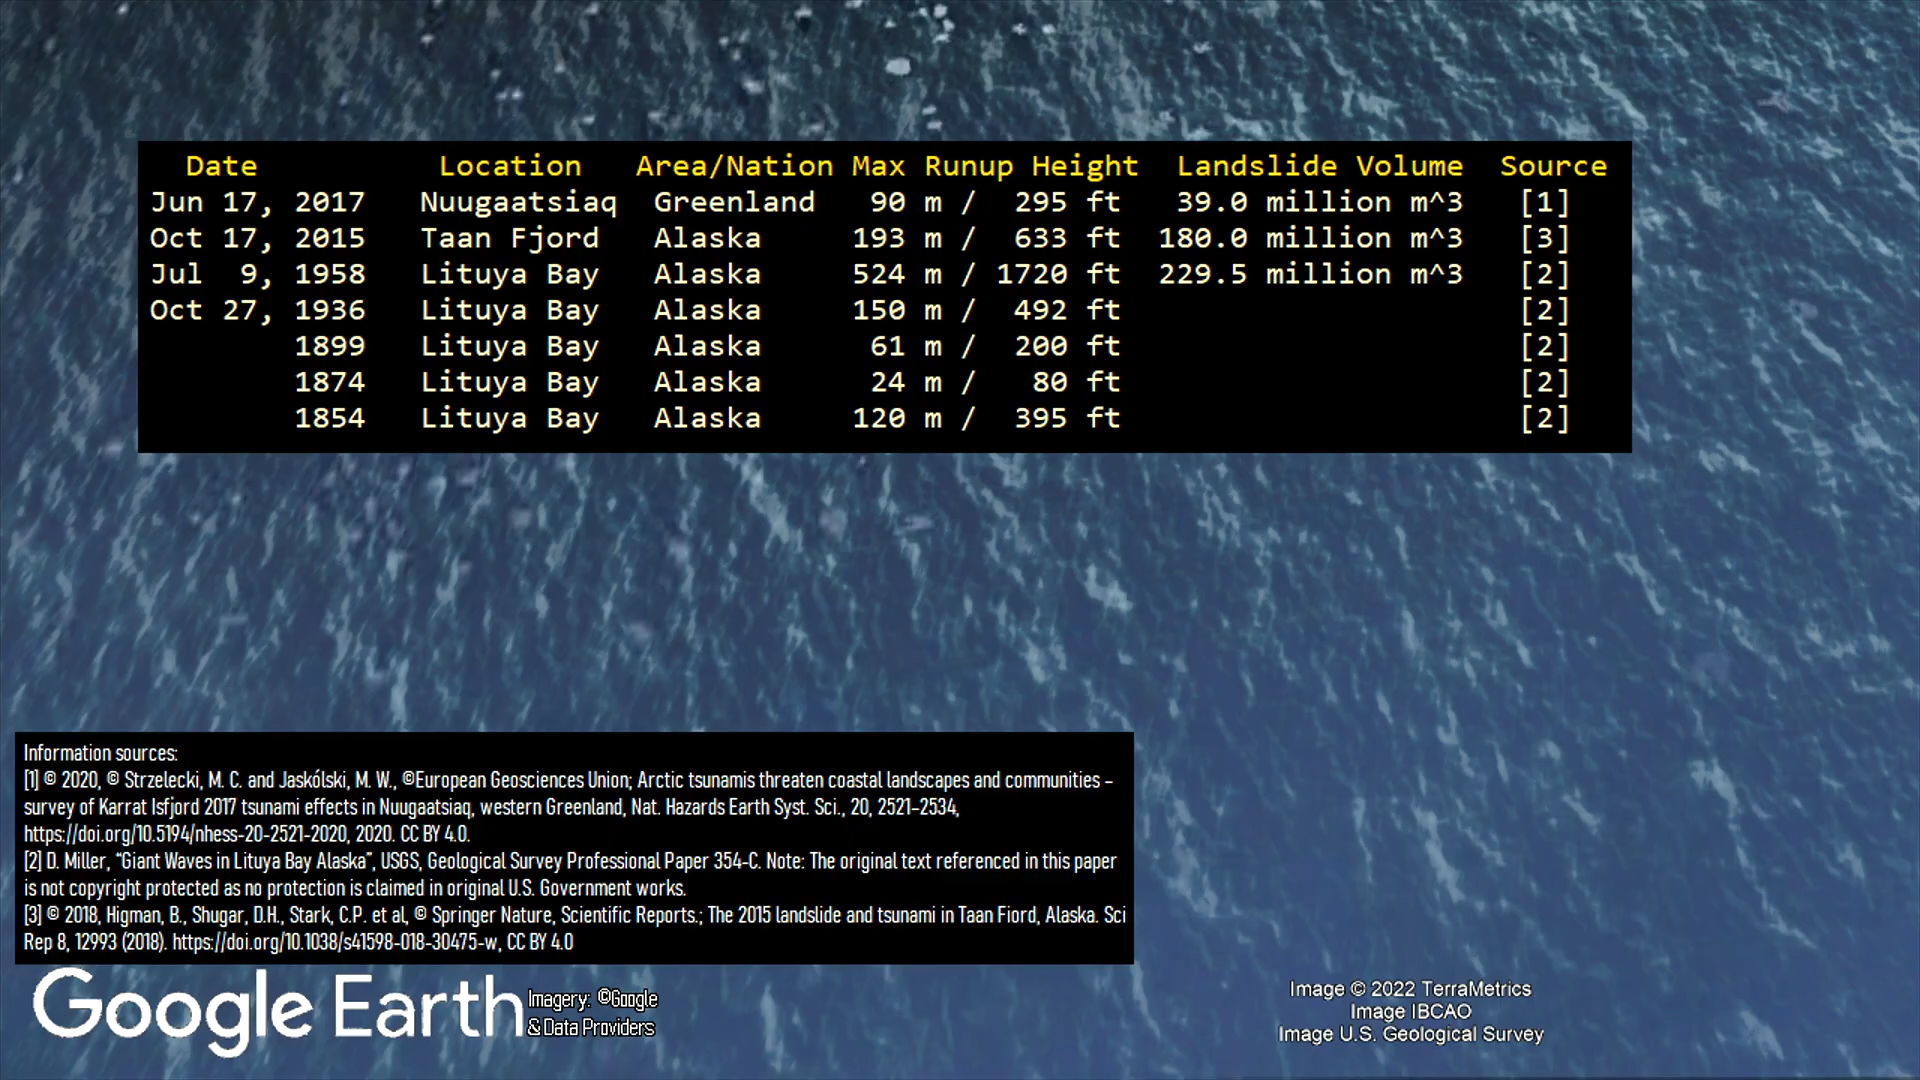 Date Location Area/Nation Max Runup Height Landslide Volume Source
Jun 17, 2017 Nuugaatsiaq Greenland 90 m / 295 ft 39.0 million m^3 [1]
Oct 17, 2015 Taan Fjord Alaska 193 m / 633 ft 180.0 million m^3 [3]
Jul 9, 1958 Lituya Bay Alaska 524 m / 1720 ft 229.5 million m^3 [2]
Oct 27, 1936 Lituya Bay Alaska 150 m / 492 ft [2]
1899 Lituya Bay Alaska 61 m / 200 ft [2]
1874 Lituya Bay Alaska 24 m / 80 ft [2]
1854 Lituya Bay Alaska 120 m / 395 ft [2]
Information sources:
[1] © 2020, © Strzelecki, M. C. and Jaskólski, M. W., ©European Geosciences Union; Arctic tsunamis threaten coastal landscapes and communities –
survey of Karrat Isfjord 2017 tsunami effects in Nuugaatsiaq, western Greenland, Nat. Hazards Earth Syst. Sci., 20, 2521–2534,
https://doi.org/10.5194/nhess-20-2521-2020, 2020. CC BY 4.0.
[2] D. Miller, “Giant Waves in Lituya Bay Alaska”, USGS, Geological Survey Professional Paper 354-C. Note: The original text referenced in this paper
is not copyright protected as no protection is claimed in original U.S. Government works.
[3] © 2018, Higman, B., Shugar, D.H., Stark, C.P. et al, © Springer Nature, Scientific Reports.; The 2015 landslide and tsunami in Taan Fiord, Alaska. Sci
Rep 8, 12993 (2018). https://doi.org/10.1038/s41598-018-30475-w, CC BY 4.0
Google Earth
Imagery: ©Google
& Data Providers
Image © 2022 TerraMetrics
Image IBCAO
Image U.S. Geological Survey